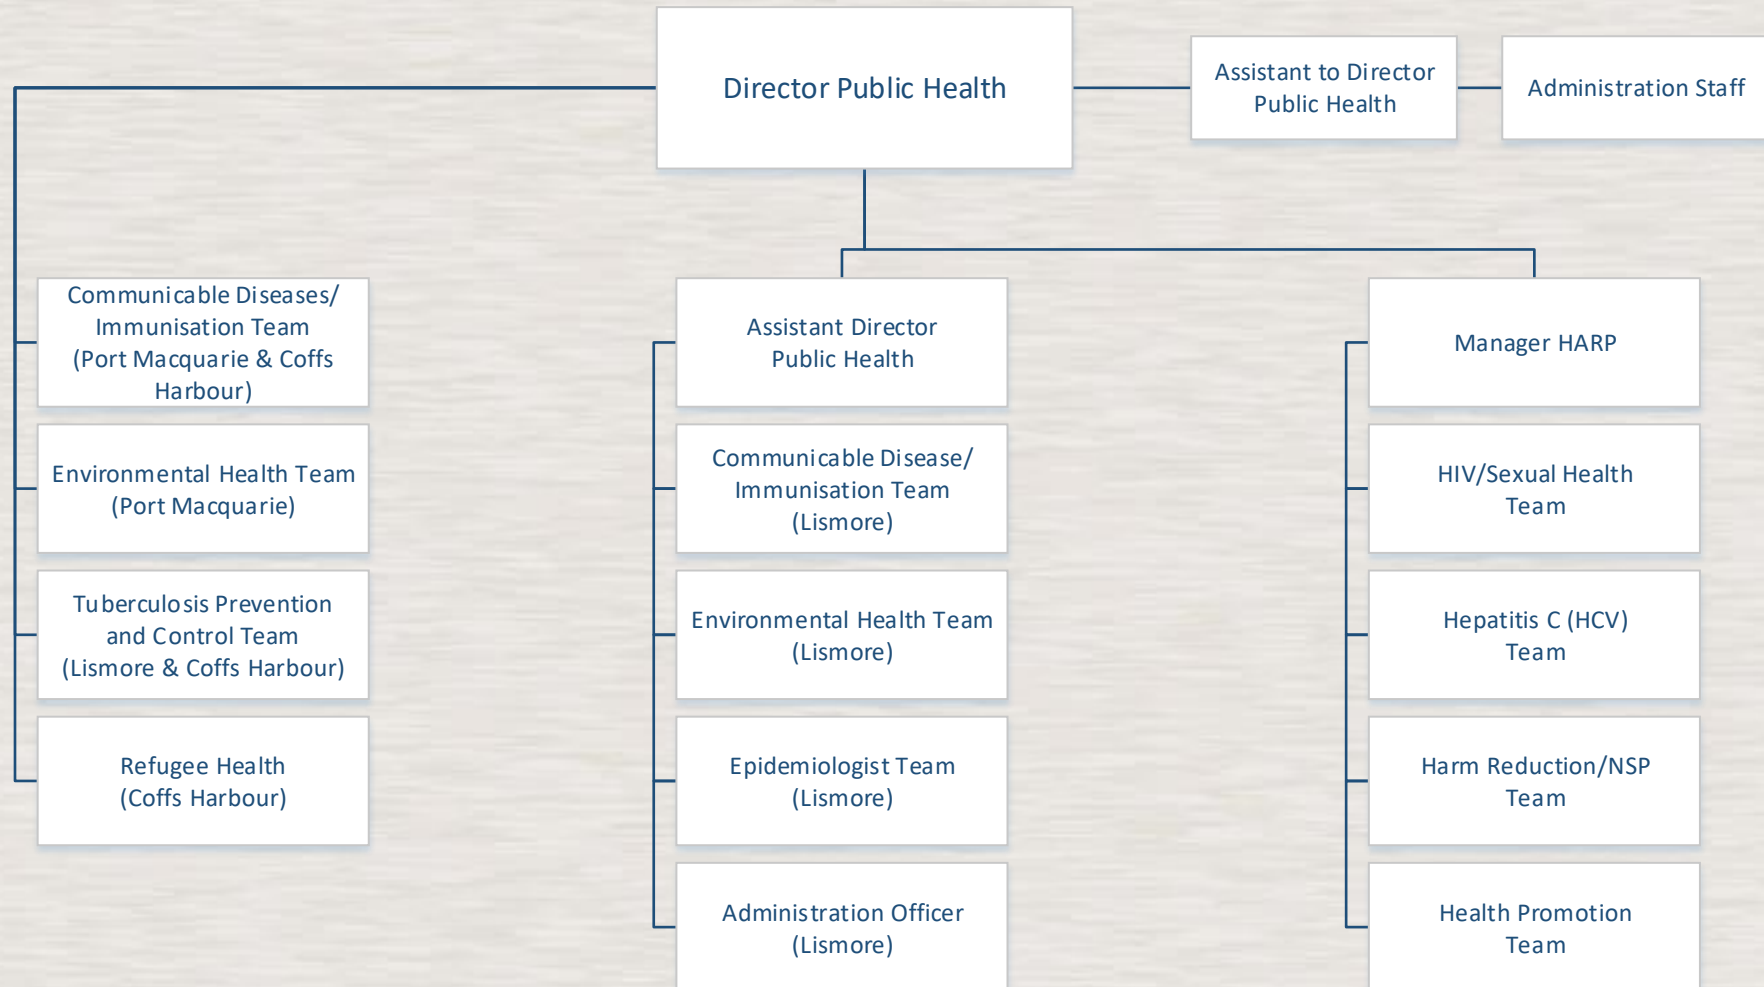 Director Public Health
Assistant to Director
Public Health
Administration Staff
Communicable Diseases/
Immunisation Team
(Port Macquarie & Coffs
Harbour)
Environmental Health Team
(Port Macquarie)
Tuberculosis Prevention
and Control Team
(Lismore & Coffs Harbour)
Refugee Health
(Coffs Harbour)
Assistant Director
Public Health
Communicable Disease/
Immunisation Team
(Lismore)
Environmental Health Team
(Lismore)
Epidemiologist Team
(Lismore)
Administration Officer
(Lismore)
Manager HARP
HIV/Sexual Health
Team
Hepatitis C (HCV)
Team
Harm Reduction/NSP
Team
Health Promotion
Team